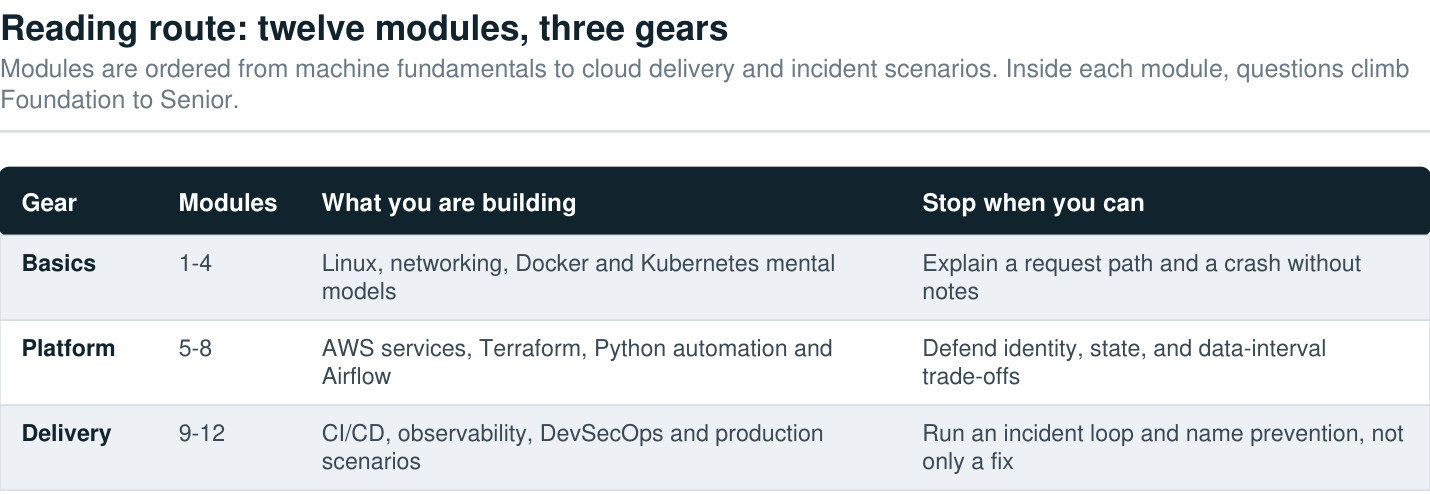 Reading route: twelve modules, three gears
Modules are ordered from machine fundamentals to cloud delivery and incident scenarios. Inside each module, questions climb
Foundation to Senior.
Gear Modules What you are building Stop when you can
Basics 1-4 Linux, networking, Docker and Kubernetes mental models Explain a request path and a crash without notes
Platform 5-8 AWS services, Terraform, Python automation and Airflow Defend identity, state, and data-interval trade-offs
Delivery 9-12 CI/CD, observability, DevSecOps and production scenarios Run an incident loop and name prevention, not only a fix